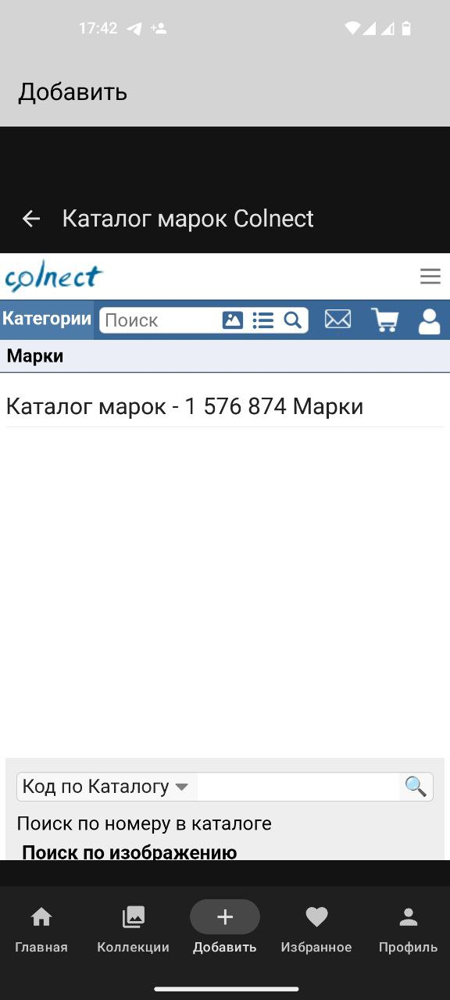 17:42
Добавить
Каталог марок Colnect
colnect
Категории
Поиск
Марки
Каталог марок - 1 576 874 Марки
Код по Каталогу
Поиск по номеру в каталоге
Поиск по изображению
Главная
Коллекции
Добавить
Избранное
Профиль